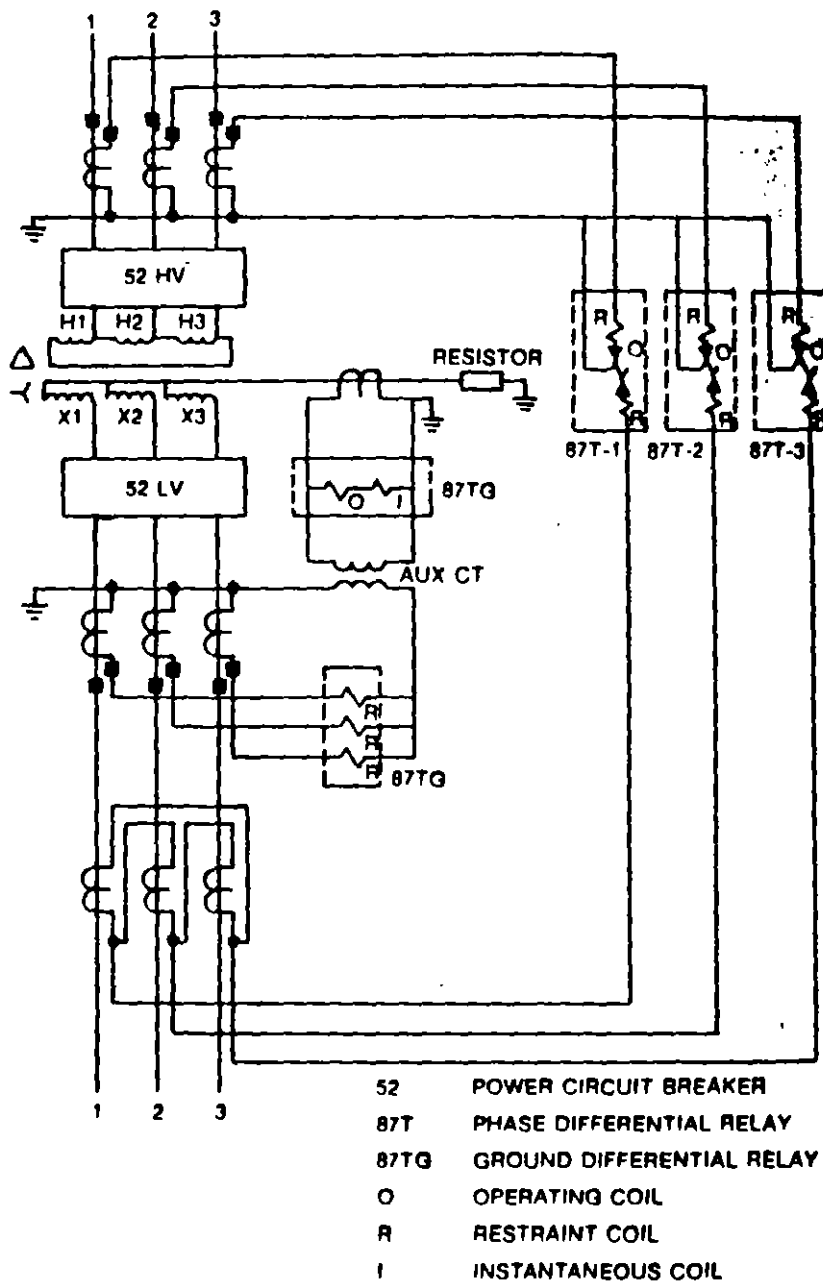 1 2 3
52 HV
H1 H2 H3
R R R
O O O
RESISTOR
X1 X2 X3
R R R
87T-1 87T-2 87T-3
52 LV
O I
87TG
AUX CT
R
R
R
87TG
1 2 3
52 POWER CIRCUIT BREAKER
87T PHASE DIFFERENTIAL RELAY
87TG GROUND DIFFERENTIAL RELAY
O OPERATING COIL
R RESTRAINT COIL
I INSTANTANEOUS COIL